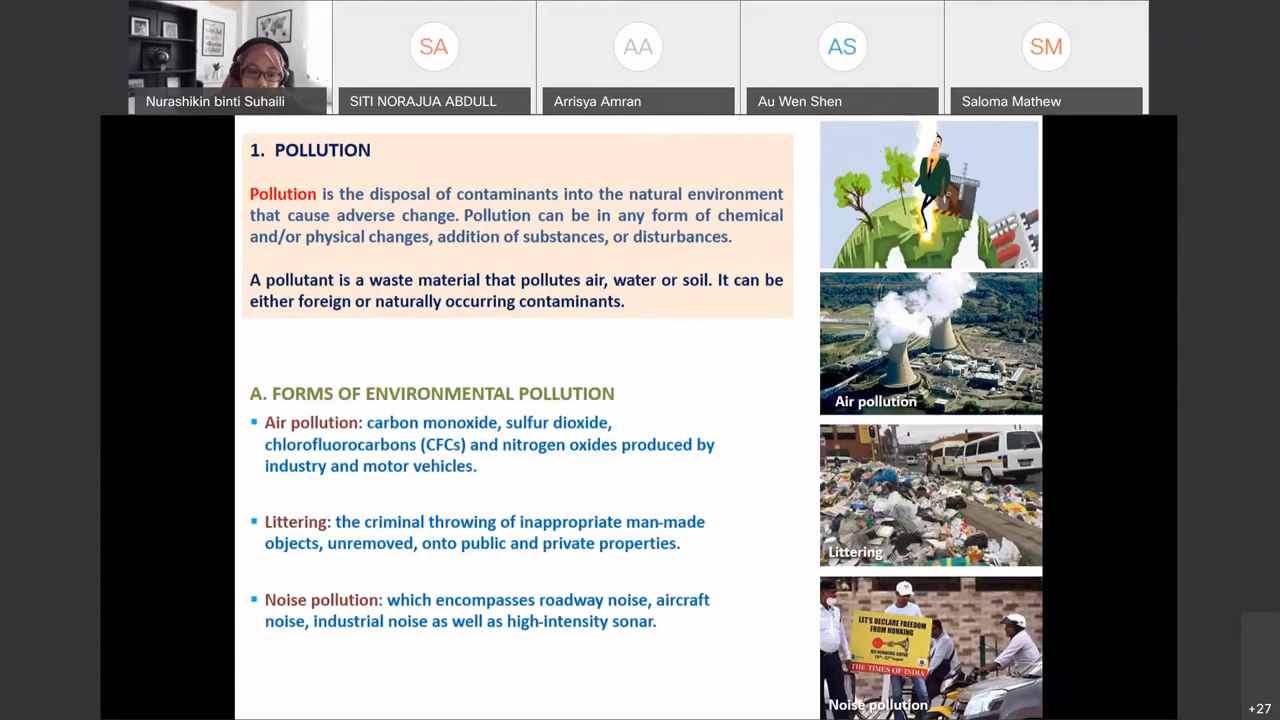 SA
AA
AS
SM
Nurashikin binti Suhaili
SITI NORAJUA ABDULL
Arrisya Amran
Au Wen Shen
Saloma Mathew
1. POLLUTION
Pollution is the disposal of contaminants into the natural environment
that cause adverse change. Pollution can be in any form of chemical
and/or physical changes, addition of substances, or disturbances.
A pollutant is a waste material that pollutes air, water or soil. It can be
either foreign or naturally occurring contaminants.
A. FORMS OF ENVIRONMENTAL POLLUTION
▪ Air pollution: carbon monoxide, sulfur dioxide,
chlorofluorocarbons (CFCs) and nitrogen oxides produced by
industry and motor vehicles.
▪ Littering: the criminal throwing of inappropriate man-made
objects, unremoved, onto public and private properties.
▪ Noise pollution: which encompasses roadway noise, aircraft
noise, industrial noise as well as high-intensity sonar.
Air pollution
Littering
LET'S DECLARE FREEDOM
FROM HONKING
NO HONKING DRIVE
THE TIMES OF INDIA
Noise pollution
+27